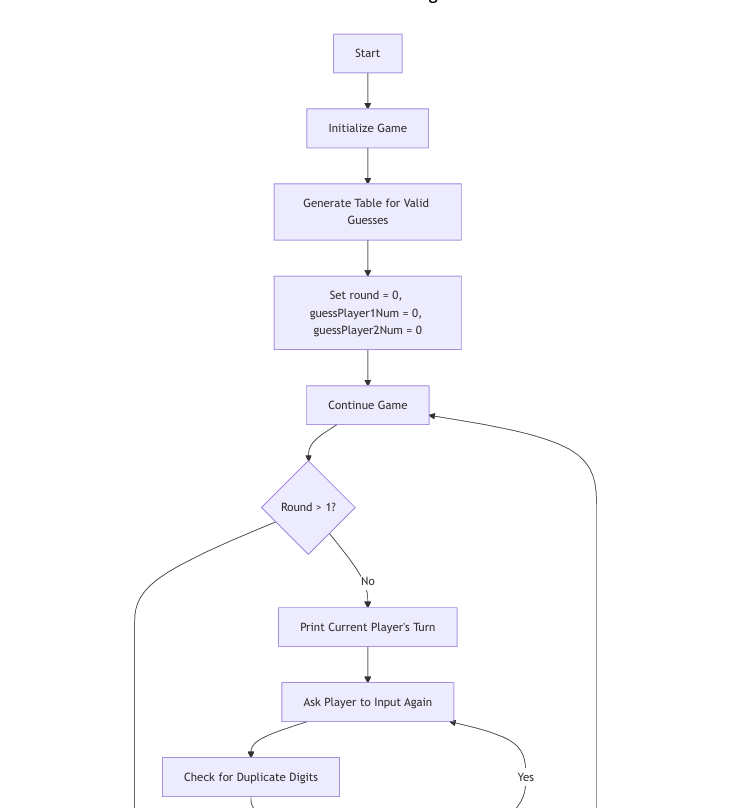 Start
Initialize Game
Generate Table for Valid
Guesses
Set round = 0,
guessPlayer1Num = 0,
guessPlayer2Num = 0
Continue Game
Round > 1?
No
Print Current Player's Turn
Ask Player to Input Again
Check for Duplicate Digits
Yes